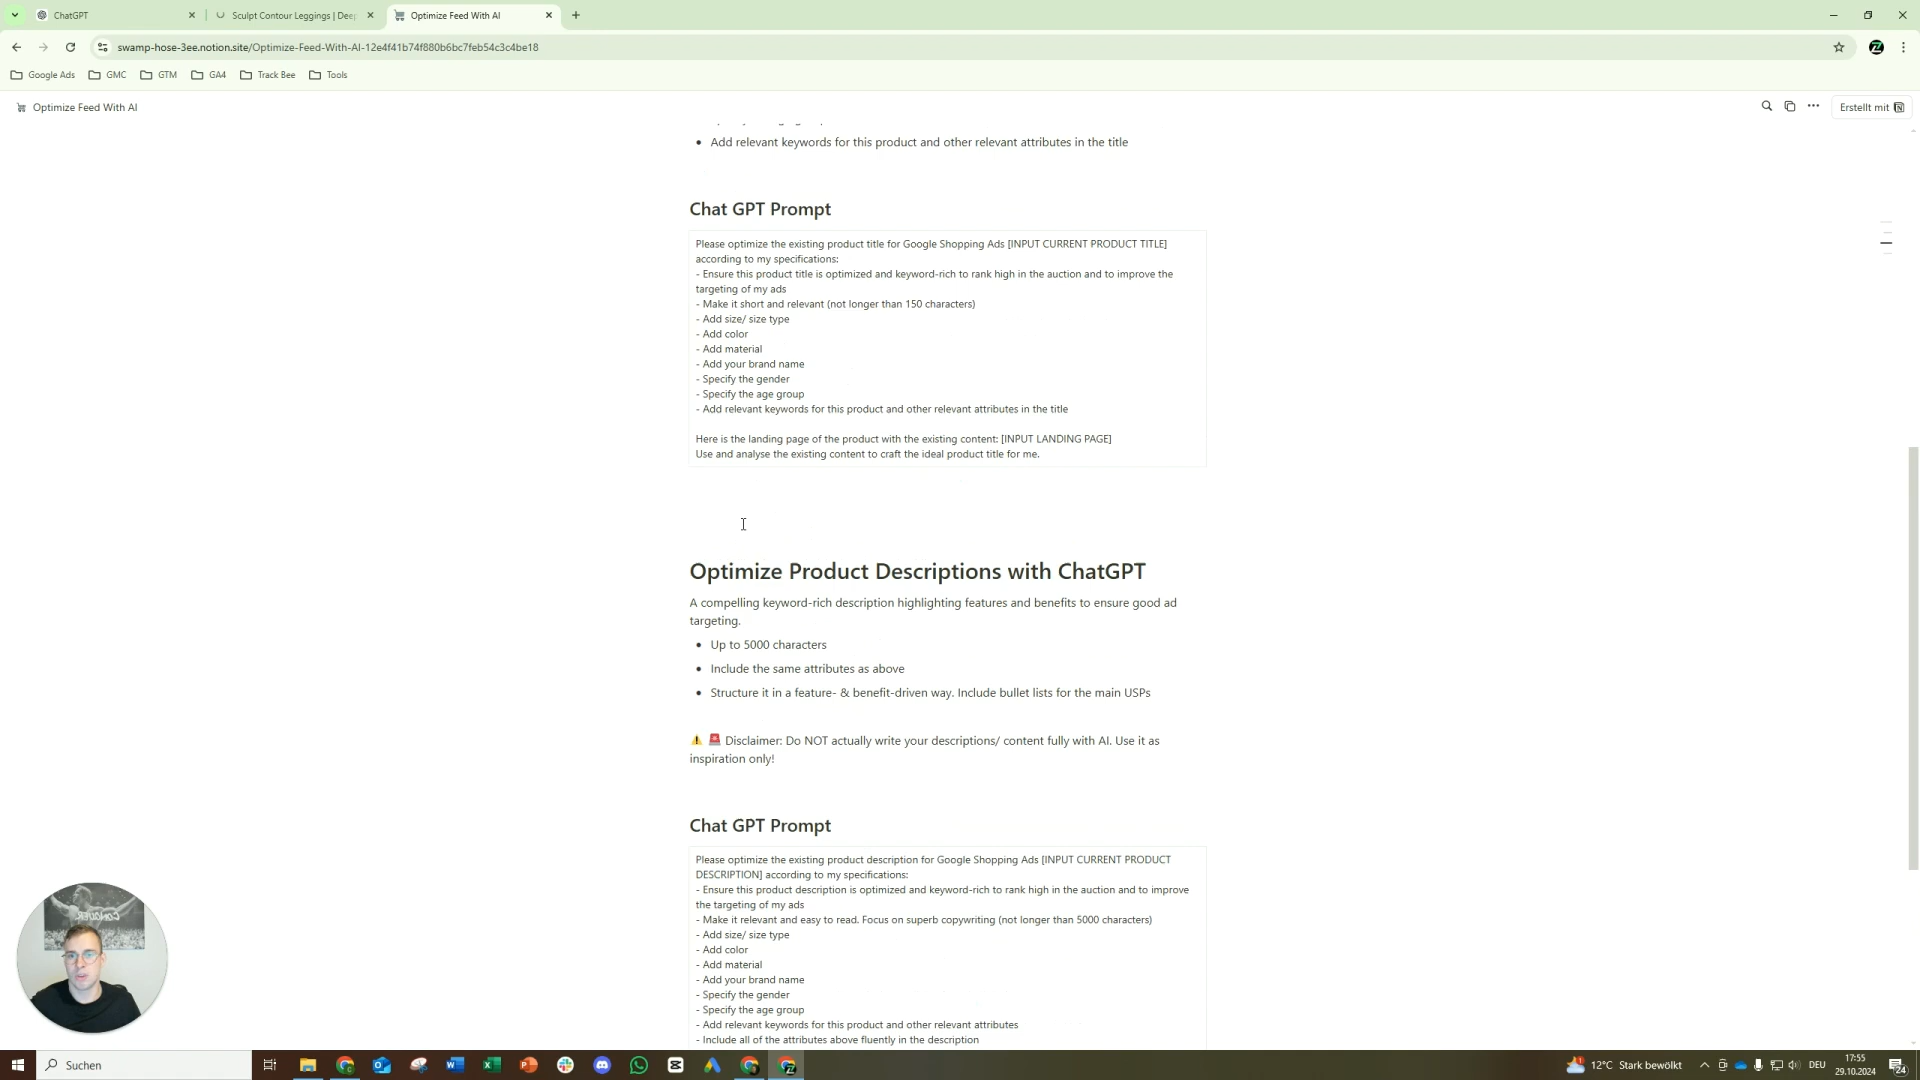 ChatGPT
Sculpt Contour Leggings | Deep
Optimize Feed With AI
swamp-hose-3ee.notion.site/Optimize-Feed-With-AI-12e4f41b74f880b6bc7feb54c3c4be18
Google Ads
GMC
GTM
GA4
Track Bee
Tools
Optimize Feed With AI
Erstellt mit
• Add relevant keywords for this product and other relevant attributes in the title
Chat GPT Prompt
Please optimize the existing product title for Google Shopping Ads [INPUT CURRENT PRODUCT TITLE]
according to my specifications:
- Ensure this product title is optimized and keyword-rich to rank high in the auction and to improve the
targeting of my ads
- Make it short and relevant (not longer than 150 characters)
- Add size/ size type
- Add color
- Add material
- Add your brand name
- Specify the gender
- Specify the age group
- Add relevant keywords for this product and other relevant attributes in the title
Here is the landing page of the product with the existing content: [INPUT LANDING PAGE]
Use and analyse the existing content to craft the ideal product title for me.
Optimize Product Descriptions with ChatGPT
A compelling keyword-rich description highlighting features and benefits to ensure good ad
targeting.
• Up to 5000 characters
• Include the same attributes as above
• Structure it in a feature- & benefit-driven way. Include bullet lists for the main USPs
⚠️ 🚨 Disclaimer: Do NOT actually write your descriptions/ content fully with AI. Use it as
inspiration only!
Chat GPT Prompt
Please optimize the existing product description for Google Shopping Ads [INPUT CURRENT PRODUCT
DESCRIPTION] according to my specifications:
- Ensure this product description is optimized and keyword-rich to rank high in the auction and to improve
the targeting of my ads
- Make it relevant and easy to read. Focus on superb copywriting (not longer than 5000 characters)
- Add size/ size type
- Add color
- Add material
- Add your brand name
- Specify the gender
- Specify the age group
- Add relevant keywords for this product and other relevant attributes
- Include all of the attributes above fluently in the description
Suchen
12°C Stark bewölkt
DEU
17:55
29.10.2024
24